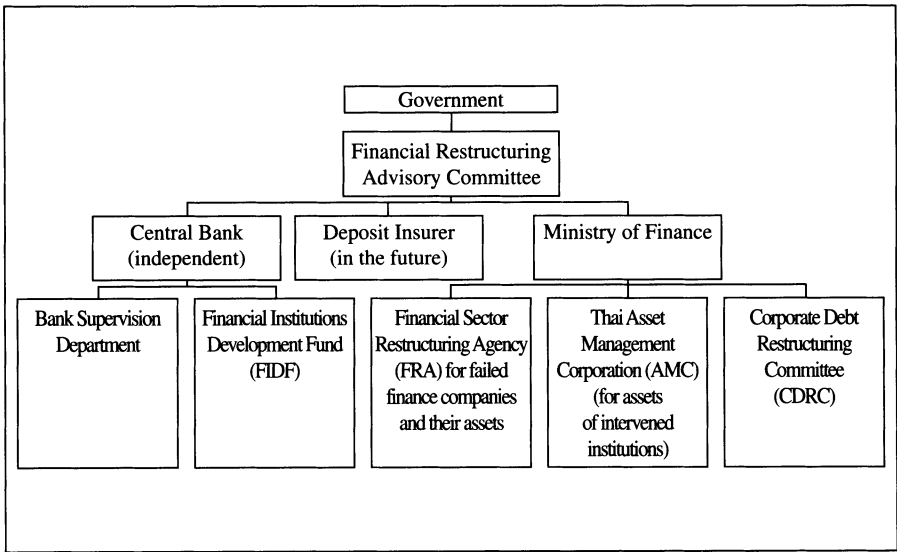 Government
Financial Restructuring
Advisory Committee
Central Bank
(independent)
Deposit Insurer
(in the future)
Ministry of Finance
Bank Supervision
Department
Financial Institutions
Development Fund
(FIDF)
Financial Sector
Restructuring Agency
(FRA) for failed
finance companies
and their assets
Thai Asset
Management
Corporation (AMC)
(for assets
of intervened
institutions)
Corporate Debt
Restructuring
Committee
(CDRC)